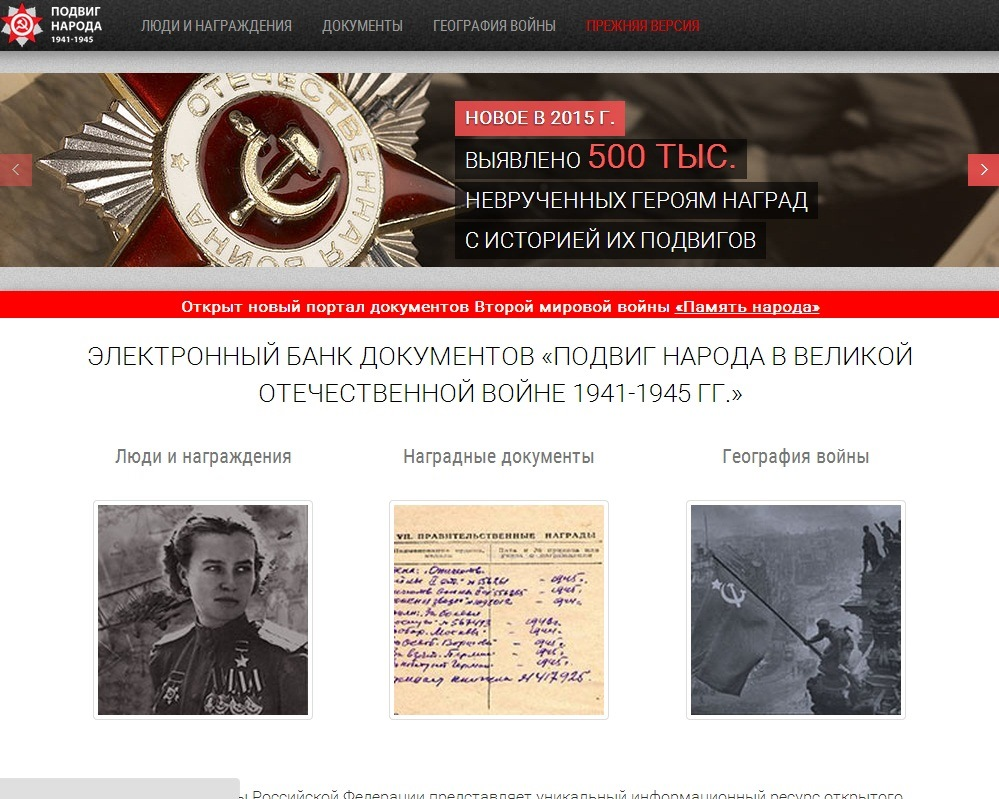 ПОДВИГ
НАРОДА
1941-1945
ЛЮДИ И НАГРАЖДЕНИЯ ДОКУМЕНТЫ ГЕОГРАФИЯ ВОЙНЫ ПРЕЖНЯЯ ВЕРСИЯ
ОТЕЧЕСТВЕННАЯ ВОЙНА
НОВОЕ В 2015 Г.
ВЫЯВЛЕНО 500 ТЫС.
НЕВРУЧЕННЫХ ГЕРОЯМ НАГРАД
С ИСТОРИЕЙ ИХ ПОДВИГОВ
Открыт новый портал документов Второй мировой войны «Память народа»
ЭЛЕКТРОННЫЙ БАНК ДОКУМЕНТОВ «ПОДВИГ НАРОДА В ВЕЛИКОЙ
ОТЕЧЕСТВЕННОЙ ВОЙНЕ 1941-1945 ГГ.»
Люди и награждения Наградные документы География войны
VII. ПРАВИТЕЛЬСТВЕННЫЕ НАГРАДЫ
Российской Федерации представляет уникальный информационный ресурс открытого